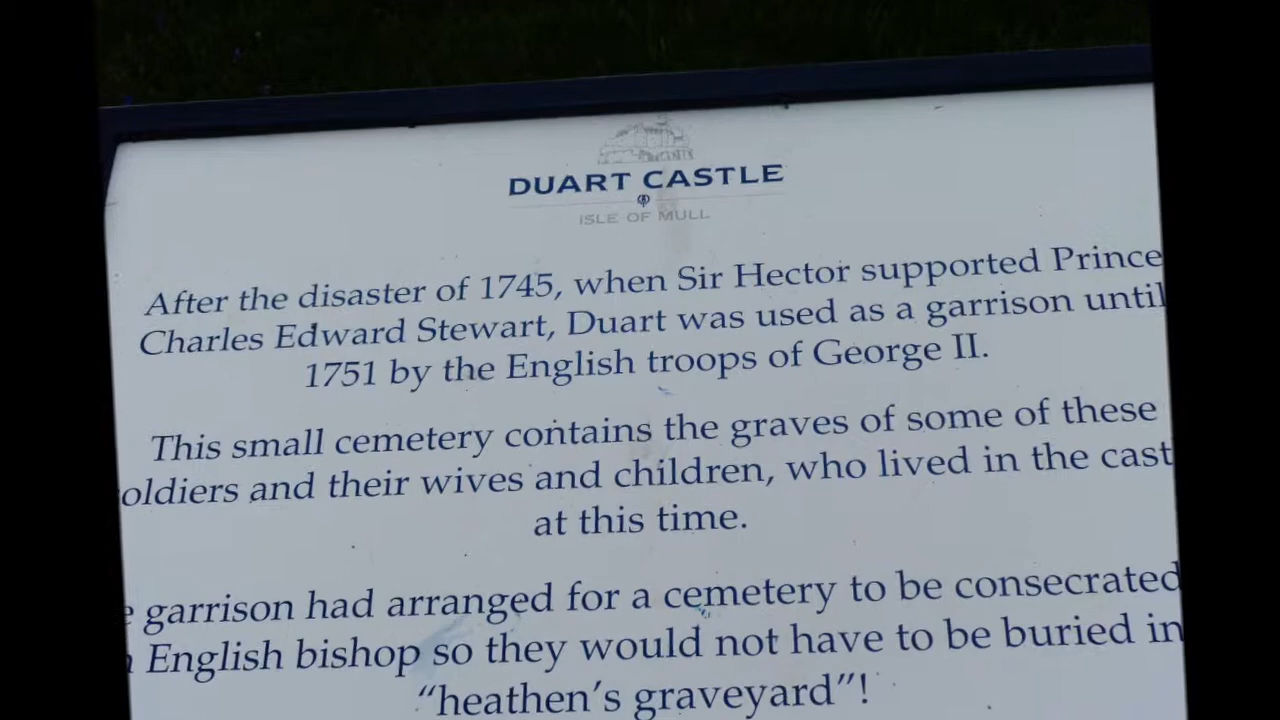 DUART CASTLE
ISLE OF MULL
After the disaster of 1745, when Sir Hector supported Prince
Charles Edward Stewart, Duart was used as a garrison until
1751 by the English troops of George II.
This small cemetery contains the graves of some of these
oldiers and their wives and children, who lived in the cast
at this time.
e garrison had arranged for a cemetery to be consecrated
n English bishop so they would not have to be buried in
“heathen’s graveyard”!